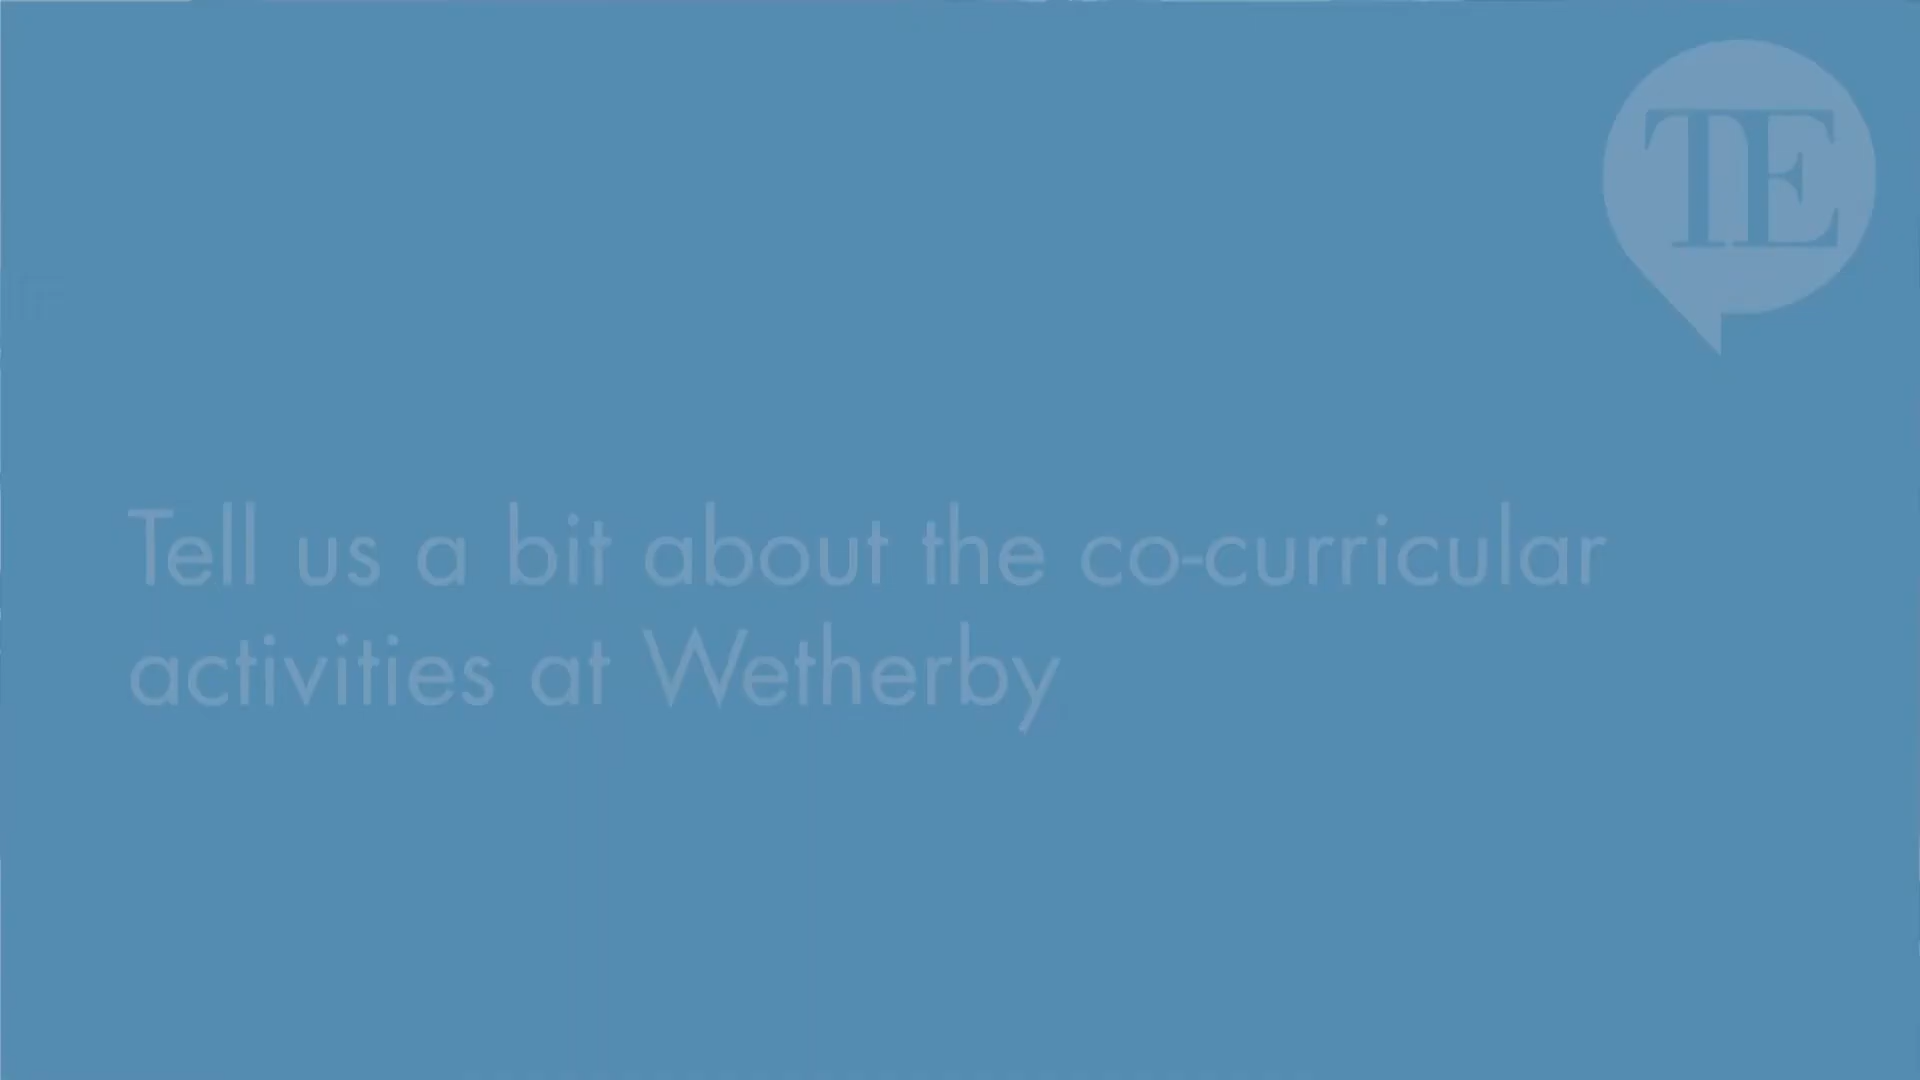 TE
Tell us a bit about the co-curricular
activities at Wetherby